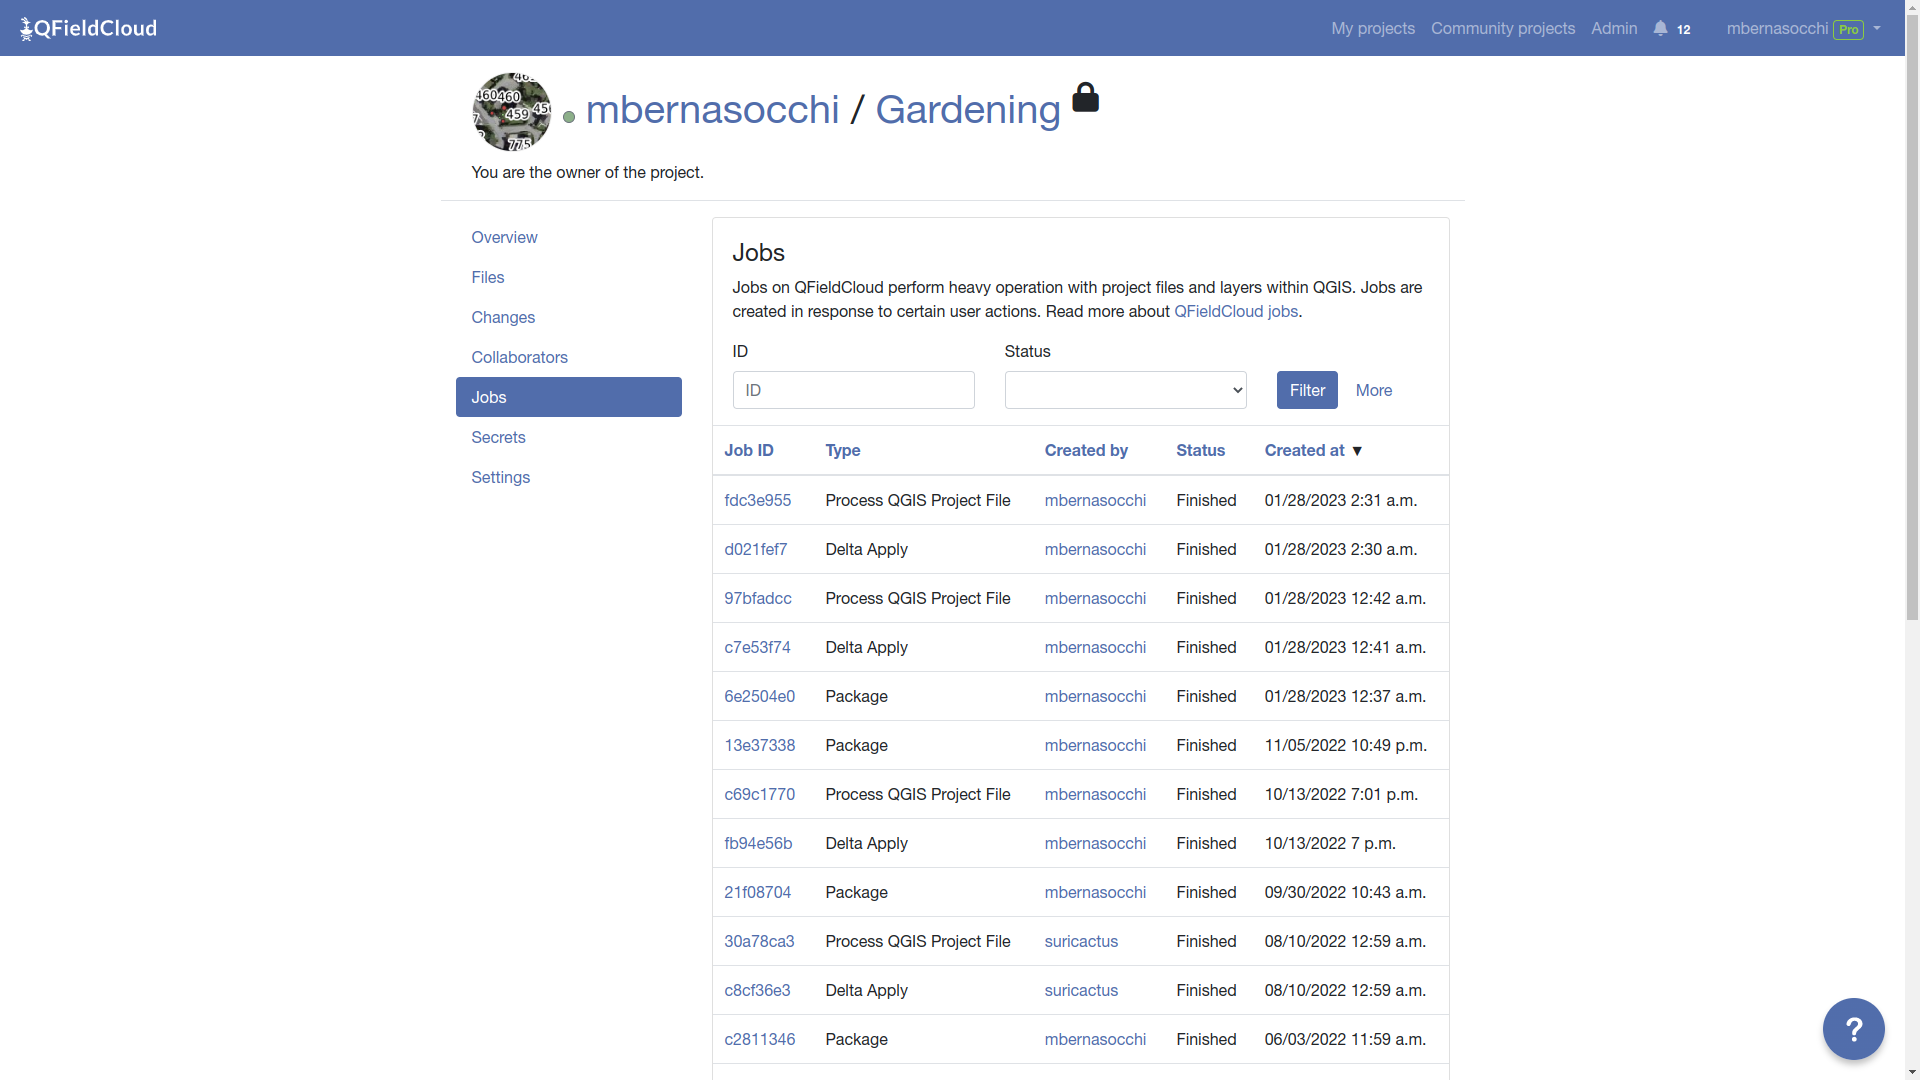 QFieldCloud
My projects Community projects Admin 12 mbernasocchi Pro
mbernasocchi / Gardening
460 460 459 775
You are the owner of the project.
Overview
Files
Changes
Collaborators
Jobs
Secrets
Settings
Jobs
Jobs on QFieldCloud perform heavy operation with project files and layers within QGIS. Jobs are
created in response to certain user actions. Read more about QFieldCloud jobs.
ID Status
ID Filter More
Job ID Type Created by Status Created at ▼
fdc3e955 Process QGIS Project File mbernasocchi Finished 01/28/2023 2:31 a.m.
d021fef7 Delta Apply mbernasocchi Finished 01/28/2023 2:30 a.m.
97bfadcc Process QGIS Project File mbernasocchi Finished 01/28/2023 12:42 a.m.
c7e53f74 Delta Apply mbernasocchi Finished 01/28/2023 12:41 a.m.
6e2504e0 Package mbernasocchi Finished 01/28/2023 12:37 a.m.
13e37338 Package mbernasocchi Finished 11/05/2022 10:49 p.m.
c69c1770 Process QGIS Project File mbernasocchi Finished 10/13/2022 7:01 p.m.
fb94e56b Delta Apply mbernasocchi Finished 10/13/2022 7 p.m.
21f08704 Package mbernasocchi Finished 09/30/2022 10:43 a.m.
30a78ca3 Process QGIS Project File suricactus Finished 08/10/2022 12:59 a.m.
c8cf36e3 Delta Apply suricactus Finished 08/10/2022 12:59 a.m.
c2811346 Package mbernasocchi Finished 06/03/2022 11:59 a.m.
?